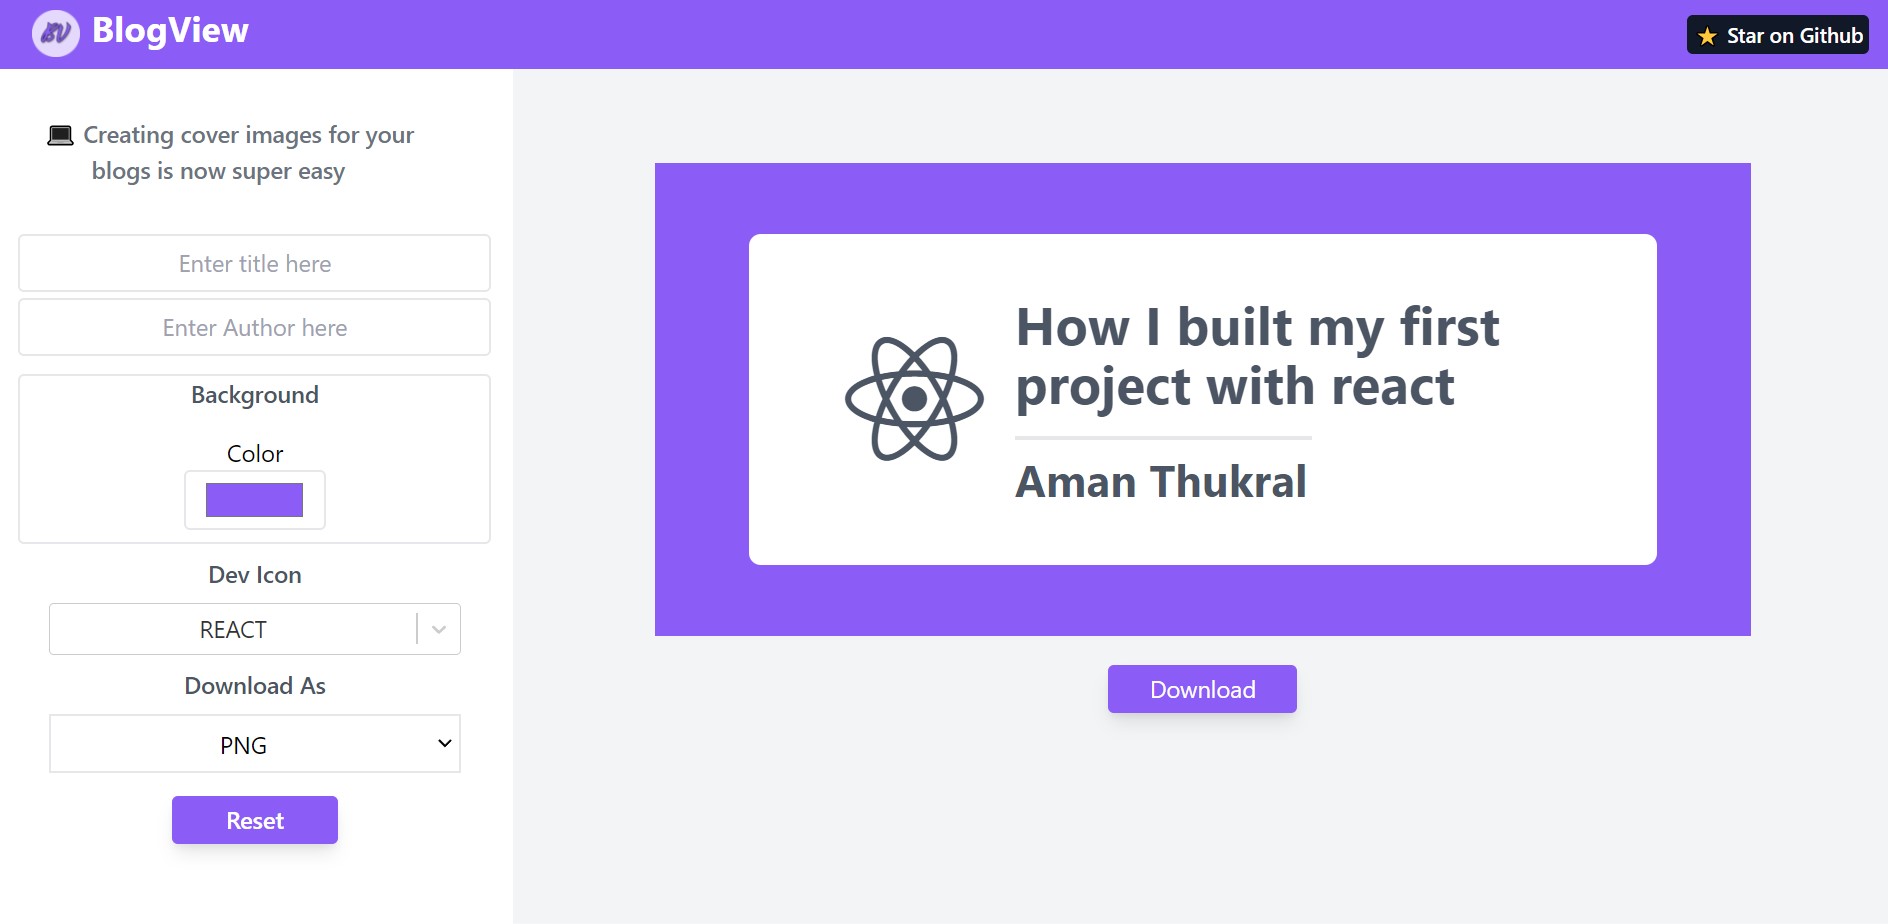 BV BlogView
⭐ Star on Github
💻 Creating cover images for your
blogs is now super easy
Enter title here
Enter Author here
Background
Color
Dev Icon
REACT
Download As
PNG
Reset
How I built my first
project with react
Aman Thukral
Download